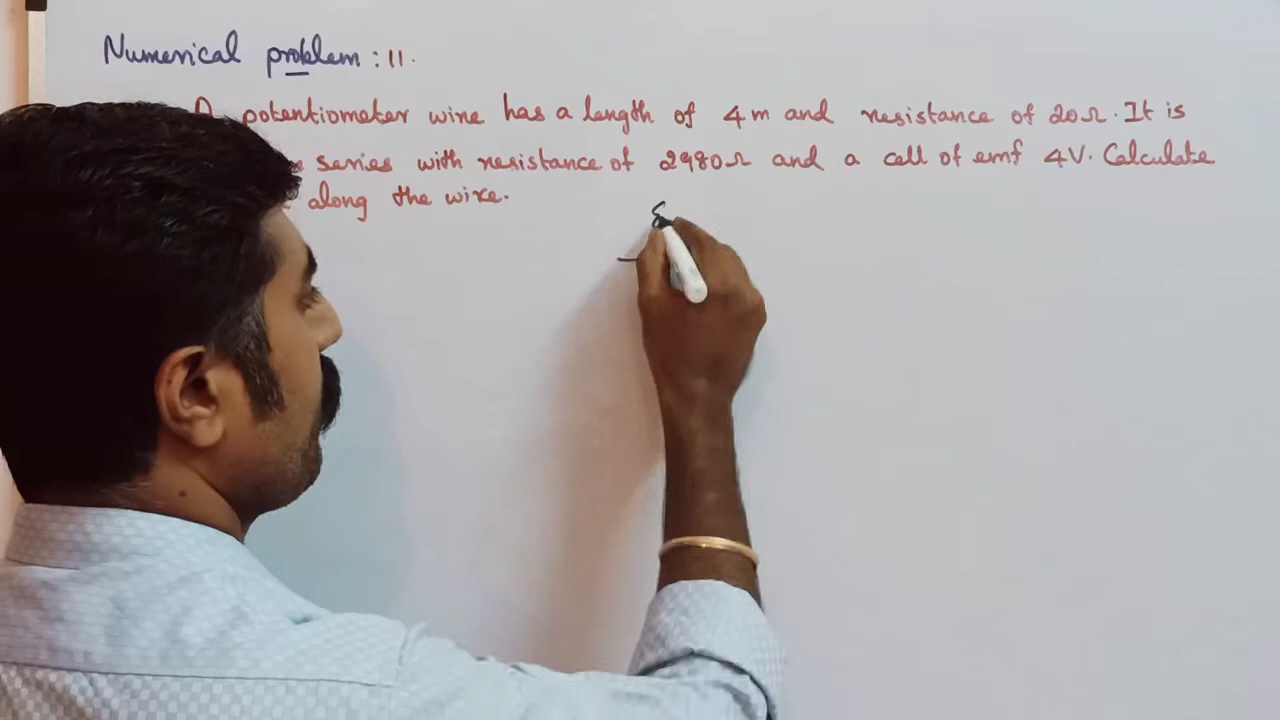 Numerical problem : 11.
A potentiometer wire has a length of 4m and resistance of 20Ω. It is
series with resistance of 2980Ω and a cell of emf 4V. Calculate
along the wire.